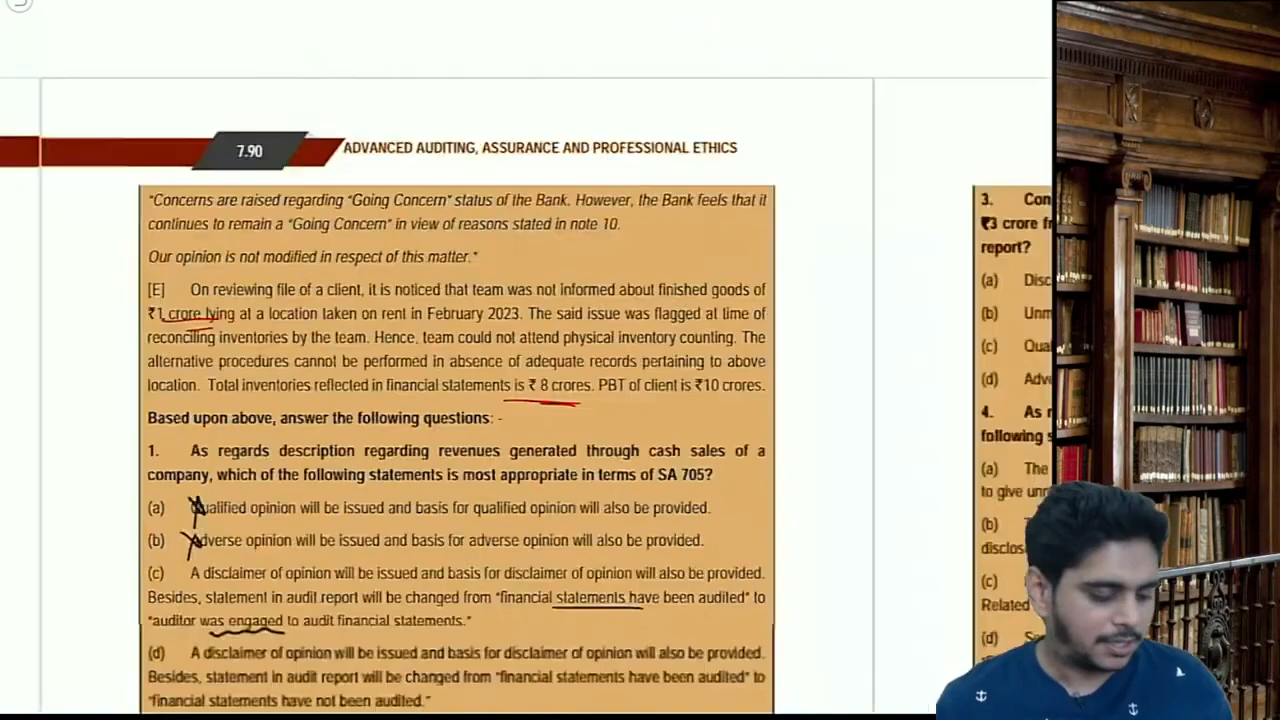 7.90
ADVANCED AUDITING, ASSURANCE AND PROFESSIONAL ETHICS
"Concerns are raised regarding "Going Concern" status of the Bank. However, the Bank feels that it
continues to remain a "Going Concern" in view of reasons stated in note 10.
Our opinion is not modified in respect of this matter."
[E] On reviewing file of a client, it is noticed that team was not informed about finished goods of
₹1 crore lying at a location taken on rent in February 2023. The said issue was flagged at time of
reconciling inventories by the team. Hence, team could not attend physical inventory counting. The
alternative procedures cannot be performed in absence of adequate records pertaining to above
location. Total inventories reflected in financial statements is ₹ 8 crores. PBT of client is ₹10 crores.
Based upon above, answer the following questions: -
1. As regards description regarding revenues generated through cash sales of a
company, which of the following statements is most appropriate in terms of SA 705?
(a) Qualified opinion will be issued and basis for qualified opinion will also be provided.
(b) Adverse opinion will be issued and basis for adverse opinion will also be provided.
(c) A disclaimer of opinion will be issued and basis for disclaimer of opinion will also be provided.
Besides, statement in audit report will be changed from "financial statements have been audited" to
"auditor was engaged to audit financial statements."
(d) A disclaimer of opinion will be issued and basis for disclaimer of opinion will also be provided.
Besides, statement in audit report will be changed from "financial statements have been audited" to
"financial statements have not been audited."
3. Con
₹3 crore fr
report?
(a) Disc
(b) Unm
(c) Qual
(d) Adve
4. As r
following s
(a) The
to give unm
(b)
disclos
(c)
Related
(d)